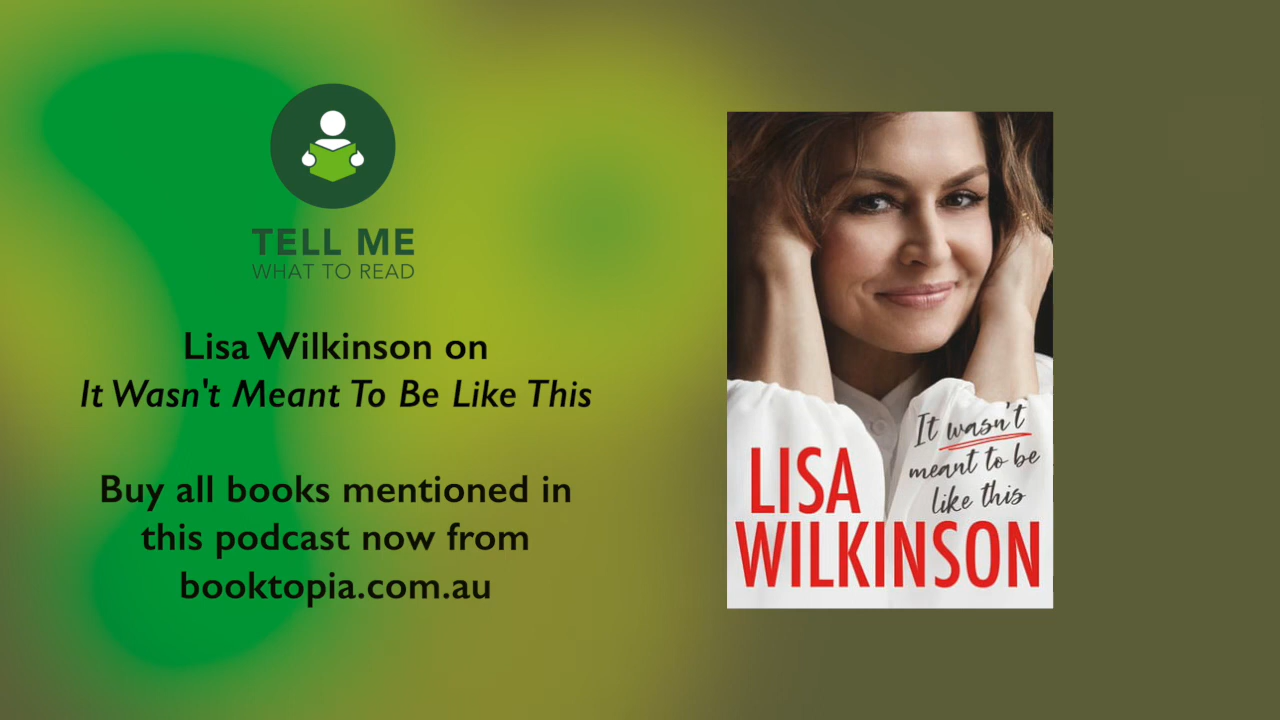 TELL ME
WHAT TO READ
Lisa Wilkinson on
It Wasn't Meant To Be Like This
Buy all books mentioned in
this podcast now from
booktopia.com.au
It wasn't
meant to be
like this
LISA
WILKINSON